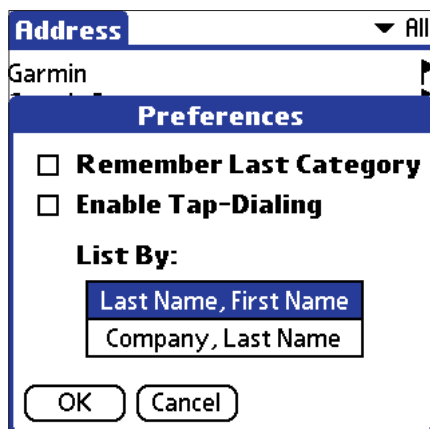 Address
All
Garmin
Preferences
Remember Last Category
Enable Tap-Dialing
List By:
Last Name, First Name
Company, Last Name
OK
Cancel